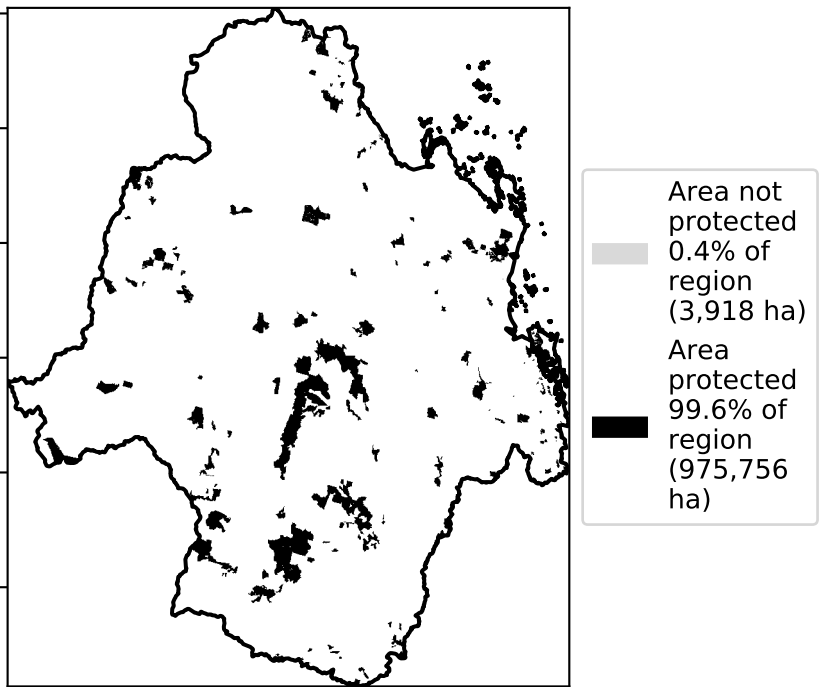 Area not
protected
0.4% of
region
(3,918 ha)
Area
protected
99.6% of
region
(975,756
ha)